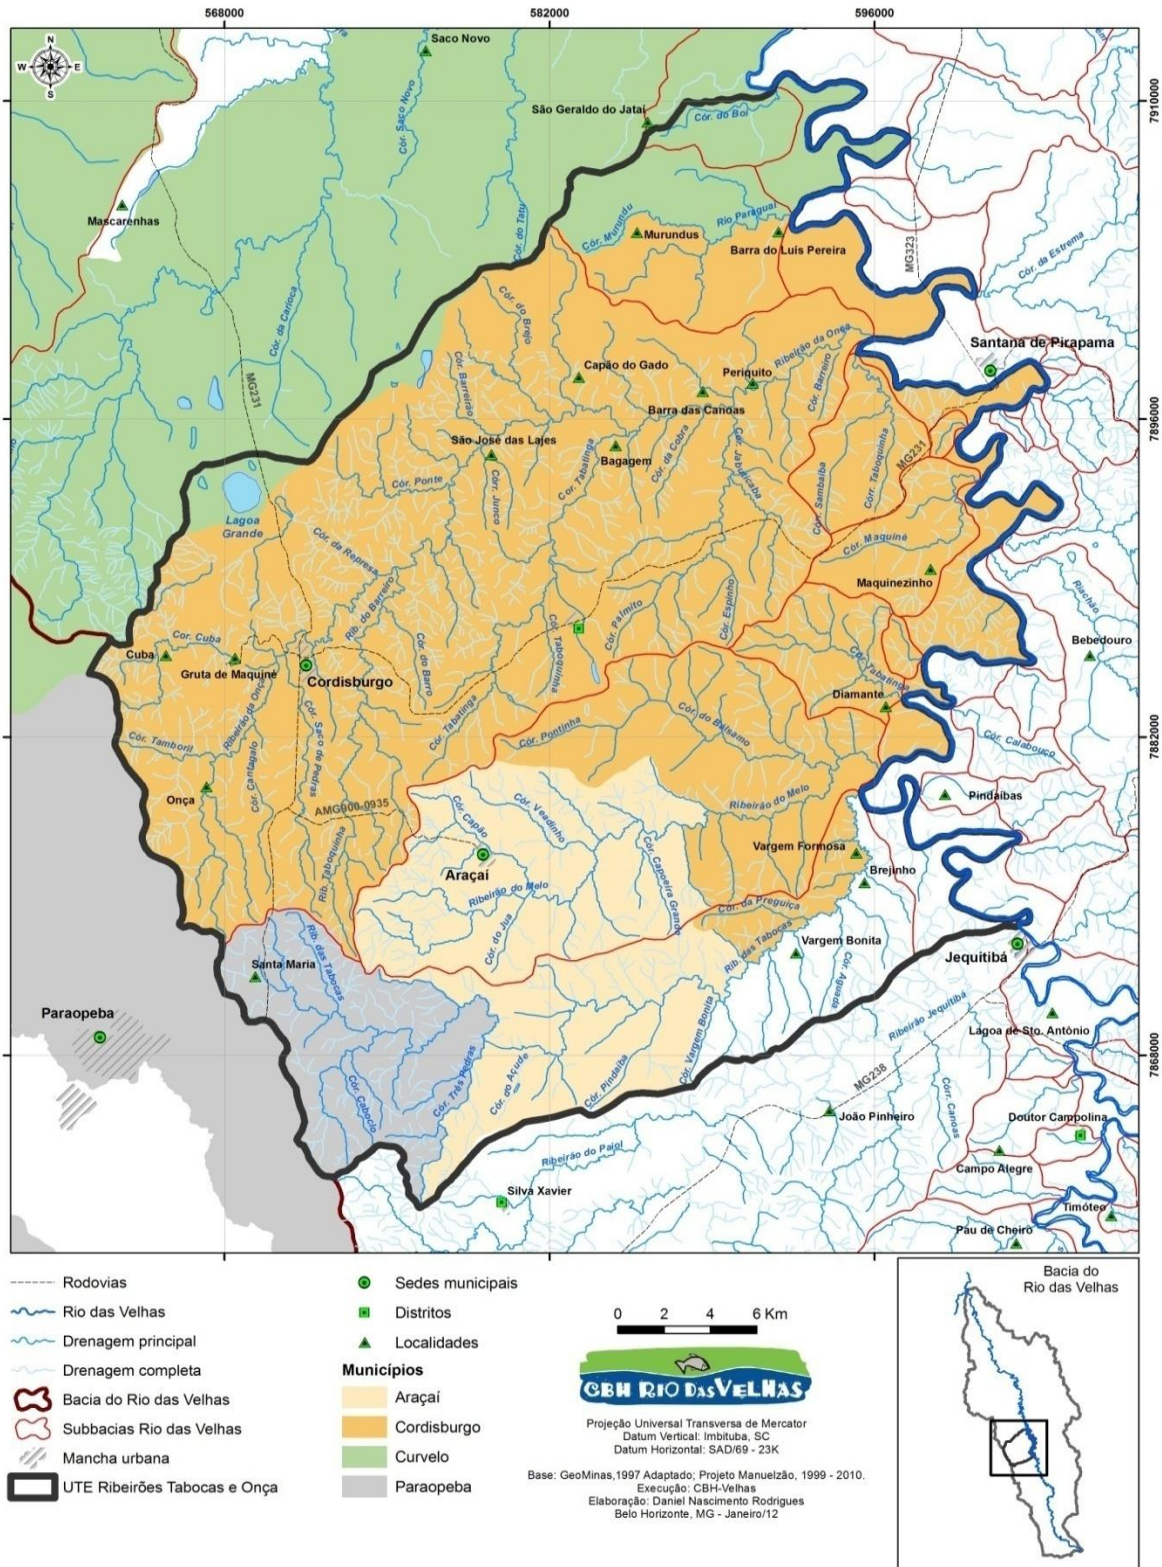 568000
582000
596000
N
W
E
S
Saco Novo
Cór. Saco Novo
São Geraldo do Jataí
Cór. do Boi
7910000
Mascarenhas
Cór. do Tatu
Cór. Murundu
Murundus
Rio Paraguai
Barra do Luís Pereira
MG323
Cór. da Estrema
Cór. da Carioca
Cór. do Brejo
Santana de Pirapama
MG231
Cór. Barreirão
Capão do Gado
Periquito
Ribeirão da Onça
Cór. Barreiro
Barra das Canoas
7896000
São José das Lajes
Bagagem
Cór. da Cobra
Cór. Jabuticaba
Cór. Tabatinga
Cór. Ponte
Córr. Junco
Cór. Sambaíba
Córr. Taboquinha
MG231
Lagoa
Grande
Cór. da Represa
Rib. do Barreiro
Cór. Maquiné
Maquinezinho
Riachão
Cór. Espinho
Cór. Palmito
Cór. Taboquinha
Cór. do Barro
Cor. Cuba
Cuba
Gruta de Maquiné
Cordisburgo
Bebedouro
Cór. Tabatinga
Diamante
Ribeirão da Onça
Cór. Saco de Pedras
Cór. Tabatinga
Cór. Pontinha
Cór. do Bálsamo
Cór. Calabouço
7882000
Cór. Tamboril
Cór. Cantagalo
Onça
AMG900-0935
Rib. Taboquinha
Cór. Capão
Cór. Veadinho
Ribeirão do Melo
Pindaíbas
Araçaí
Cór. Capoeira Grande
Vargem Formosa
Brejinho
Ribeirão do Melo
Cór. do Jua
Cór. da Preguiça
Rib. das Tabocas
Vargem Bonita
Cór. Aguada
Jequitibá
Rib. das Tabocas
Santa Maria
Paraopeba
Cór. Vargem Bonita
Ribeirão Jequitibá
Lagoa de Sto. Antônio
7868000
Cór. Três Pedras
Cór. do Açude
Cór. Pindaíba
Cór. Caboclo
MG238
João Pinheiro
Córr. Canoas
Doutor Campolina
Ribeirão do Paiol
Campo Alegre
Silva Xavier
Timóteo
Pau de Cheiro
Rodovias
Rio das Velhas
Drenagem principal
Drenagem completa
Bacia do Rio das Velhas
Subbacias Rio das Velhas
Mancha urbana
UTE Ribeirões Tabocas e Onça
Sedes municipais
Distritos
Localidades
Municípios
Araçaí
Cordisburgo
Curvelo
Paraopeba
0 2 4 6 Km
CBH RIO DAS VELHAS
Projeção Universal Transversa de Mercator
Datum Vertical: Imbituba, SC
Datum Horizontal: SAD/69 - 23K
Base: GeoMinas,1997 Adaptado; Projeto Manuelzão, 1999 - 2010.
Execução: CBH-Velhas
Elaboração: Daniel Nascimento Rodrigues
Belo Horizonte, MG - Janeiro/12
Bacia do
Rio das Velhas